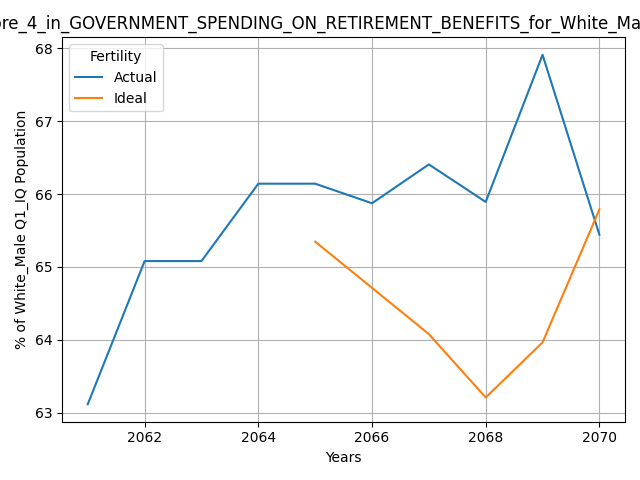 ore_4_in_GOVERNMENT_SPENDING_ON_RETIREMENT_BENEFITS_for_White_Ma
Fertility
Actual
Ideal
68
67
66
65
64
63
% of White_Male Q1_IQ Population
2062 2064 2066 2068 2070
Years